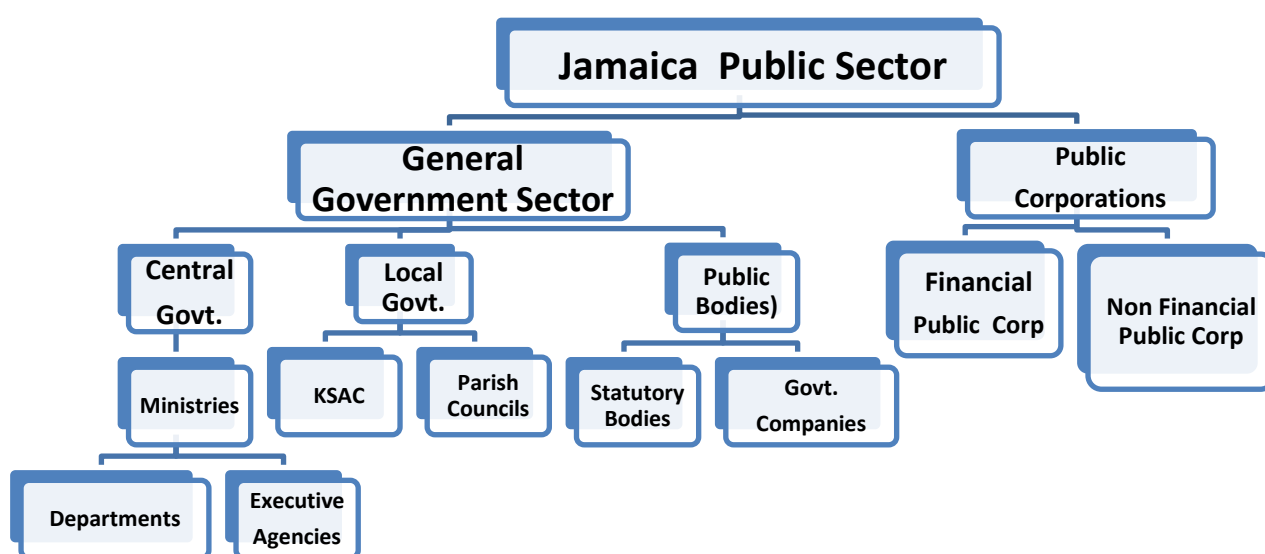 Jamaica Public Sector
General
Government Sector
Public
Corporations
Central
Govt.
Local
Govt.
Public
Bodies)
Financial
Public Corp
Non Financial
Public Corp
Ministries
KSAC
Parish
Councils
Statutory
Bodies
Govt.
Companies
Departments
Executive
Agencies